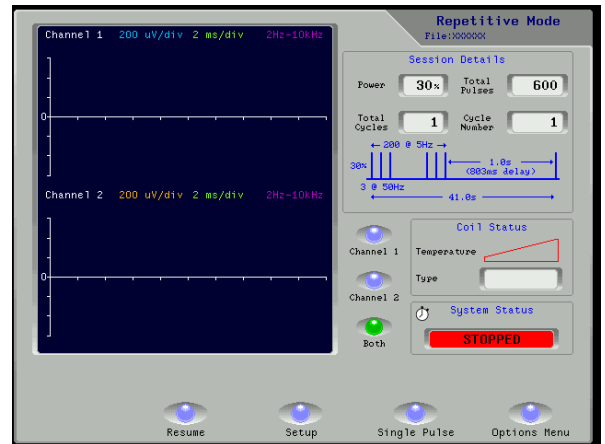 Repetitive Mode
File:XXXXXX
Channel 1 200 uV/div 2 ms/div 2Hz-10kHz
0
Channel 2 200 uV/div 2 ms/div 2Hz-10kHz
0
Session Details
Power 30% Total Pulses 600
Total Cycles 1 Cycle Number 1
200 @ 5Hz
30%
1.0s
(803ms delay)
3 @ 50Hz
41.0s
Channel 1
Channel 2
Both
Coil Status
Temperature
Type
System Status
STOPPED
Resume Setup Single Pulse Options Menu